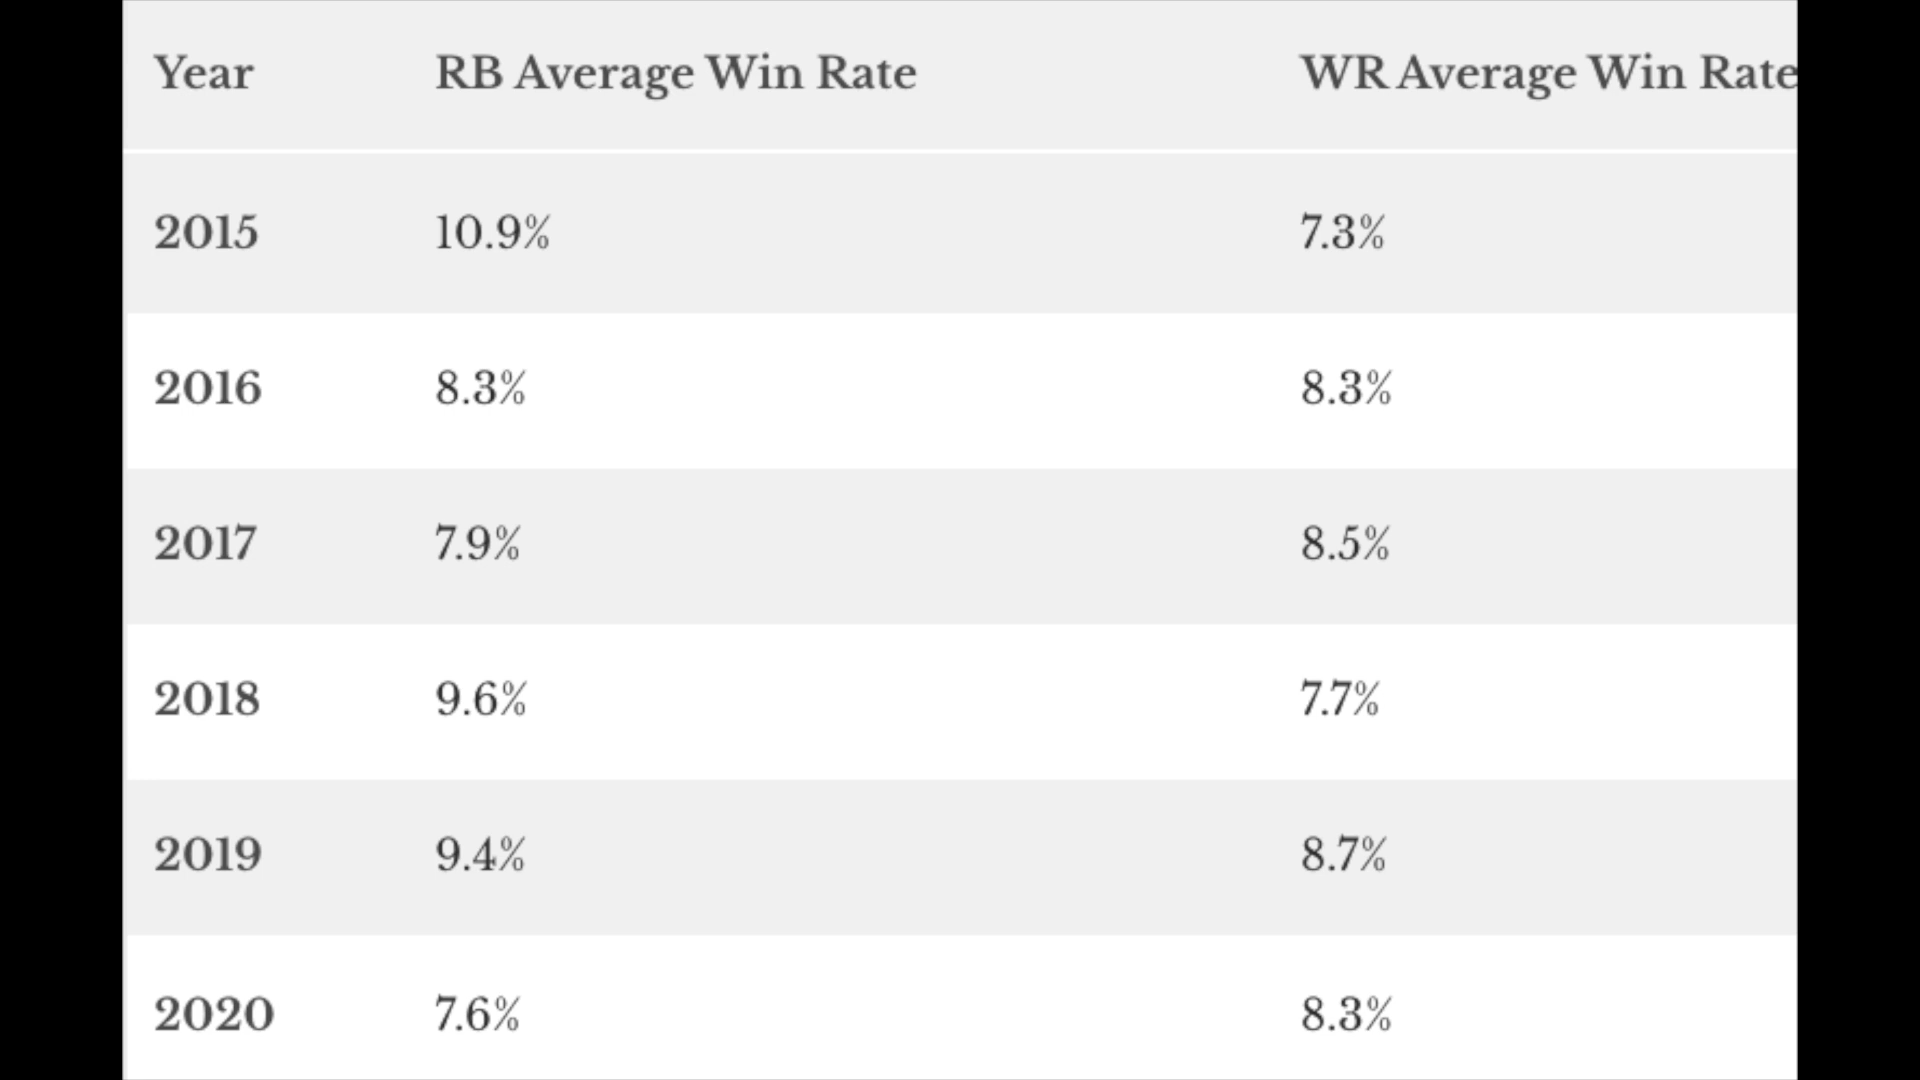 Year RB Average Win Rate WR Average Win Rate
2015 10.9% 7.3%
2016 8.3% 8.3%
2017 7.9% 8.5%
2018 9.6% 7.7%
2019 9.4% 8.7%
2020 7.6% 8.3%